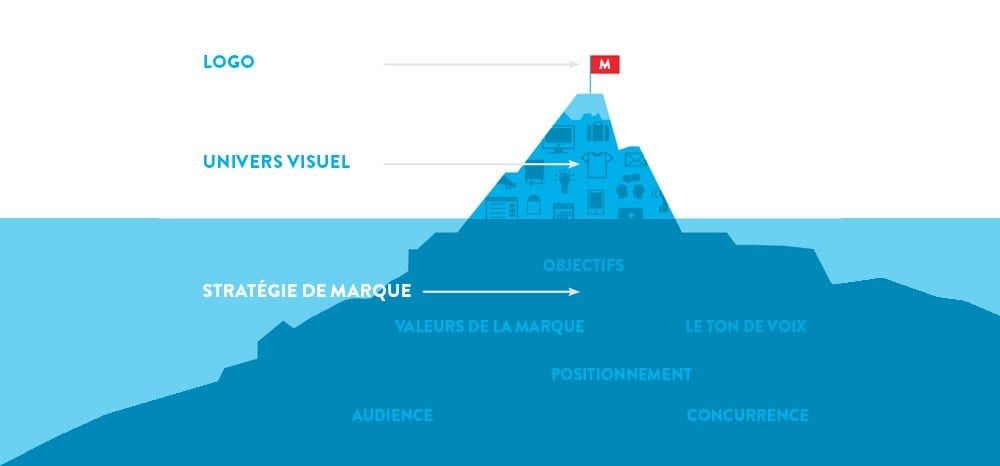 LOGO
M
UNIVERS VISUEL
OBJECTIFS
STRATÉGIE DE MARQUE
VALEURS DE LA MARQUE
LE TON DE VOIX
POSITIONNEMENT
AUDIENCE
CONCURRENCE